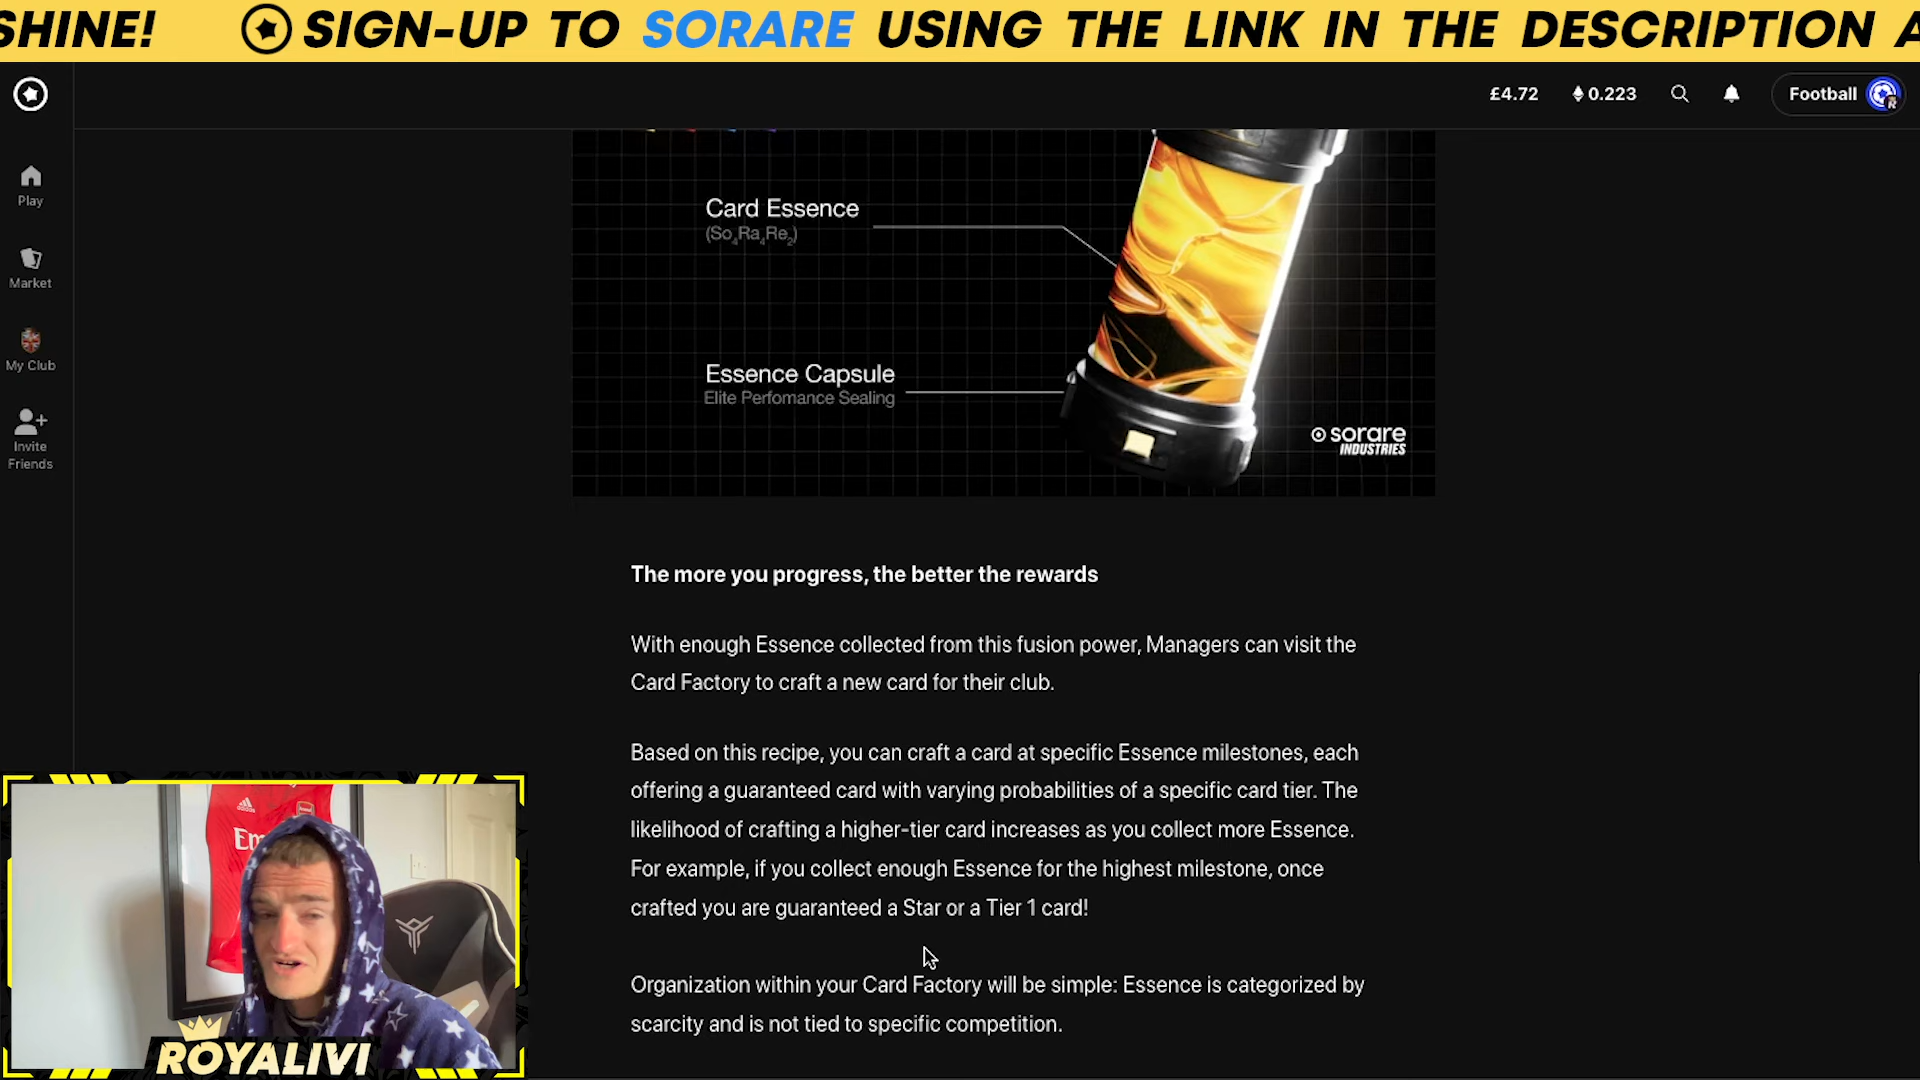 SHINE! SIGN-UP TO SORARE USING THE LINK IN THE DESCRIPTION A
£4.72 0.223 Football
Play
Market
My Club
Invite
Friends
Card Essence
(So4Ra4Re2)
Essence Capsule
Elite Perfomance Sealing
sorare
INDUSTRIES
The more you progress, the better the rewards
With enough Essence collected from this fusion power, Managers can visit the
Card Factory to craft a new card for their club.
Based on this recipe, you can craft a card at specific Essence milestones, each
offering a guaranteed card with varying probabilities of a specific card tier. The
likelihood of crafting a higher-tier card increases as you collect more Essence.
For example, if you collect enough Essence for the highest milestone, once
crafted you are guaranteed a Star or a Tier 1 card!
Organization within your Card Factory will be simple: Essence is categorized by
scarcity and is not tied to specific competition.
adidas
Arsenal
Em
ROYALIVI